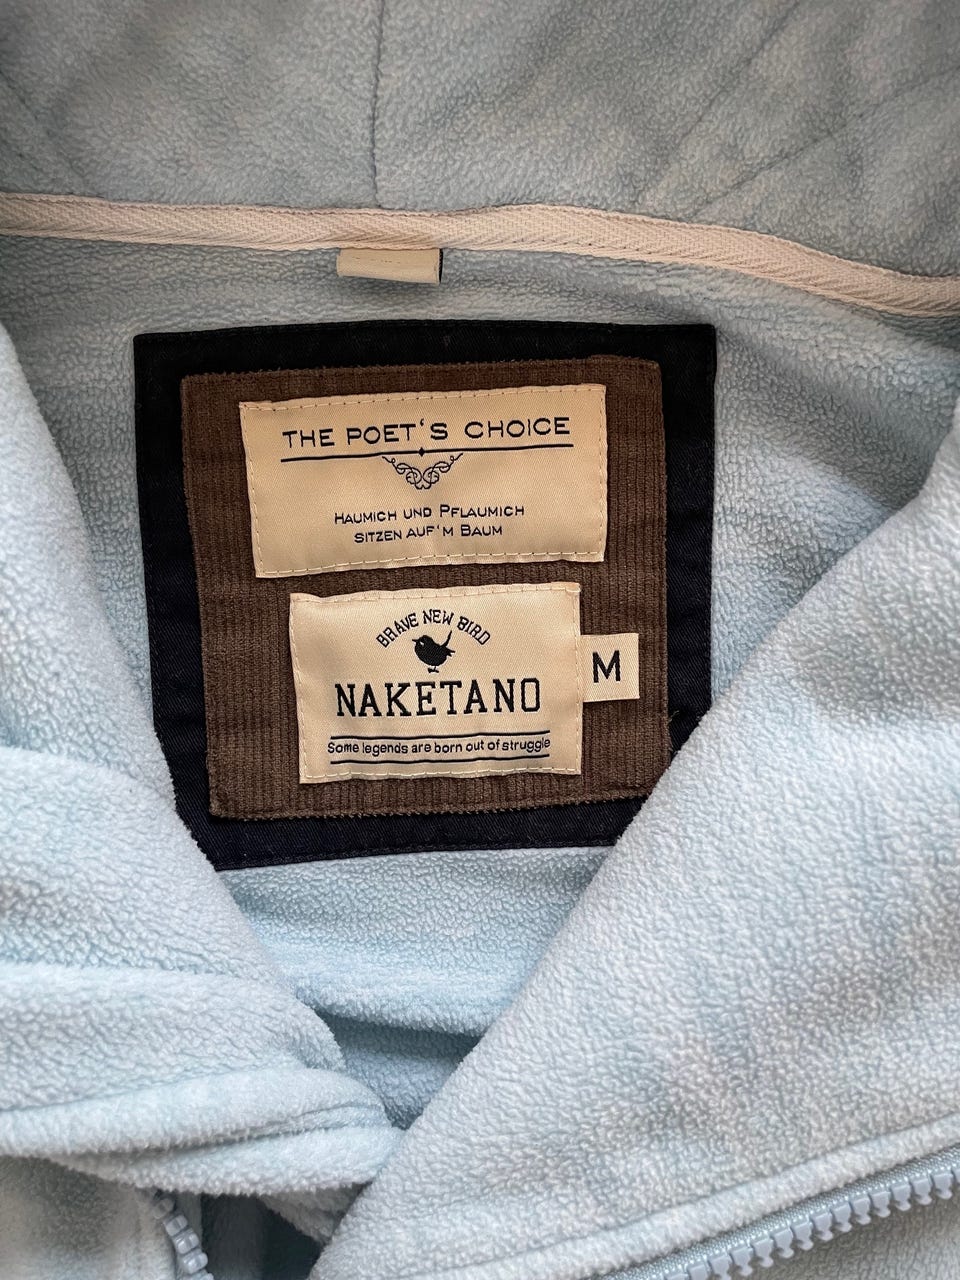 THE POET'S CHOICE
HAUMICH UND PFLAUMICH
SITZEN AUF'M BAUM
BRAVE NEW BIRD
NAKETANO
M
Some legends are born out of struggle